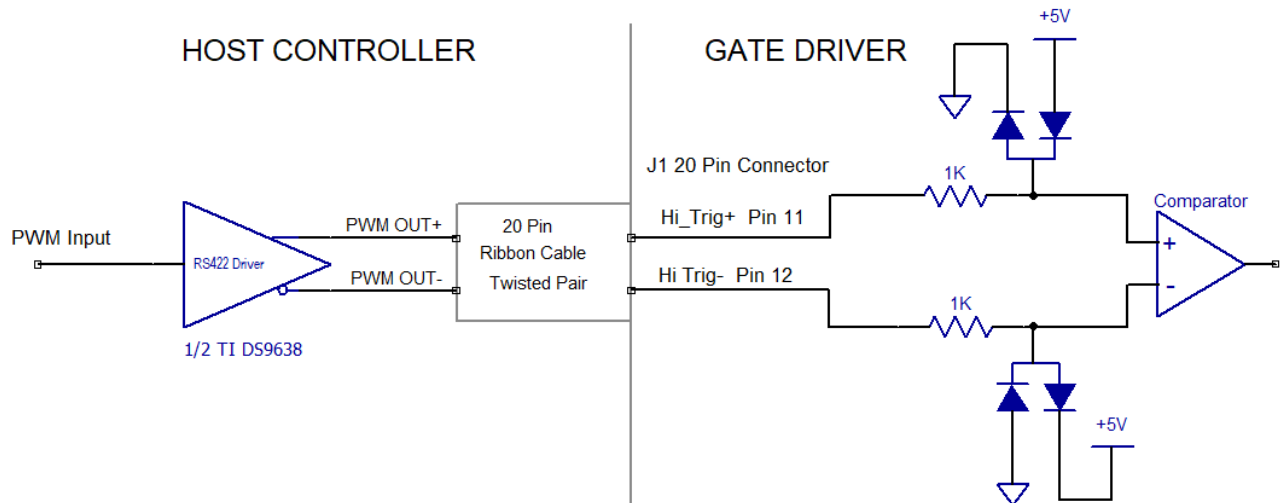 HOST CONTROLLER
GATE DRIVER
+5V
J1 20 Pin Connector
1K
Comparator
PWM Input
RS422 Driver
PWM OUT+
20 Pin
Ribbon Cable
Twisted Pair
Hi_Trig+ Pin 11
+
PWM OUT-
Hi Trig- Pin 12
-
1K
1/2 TI DS9638
+5V